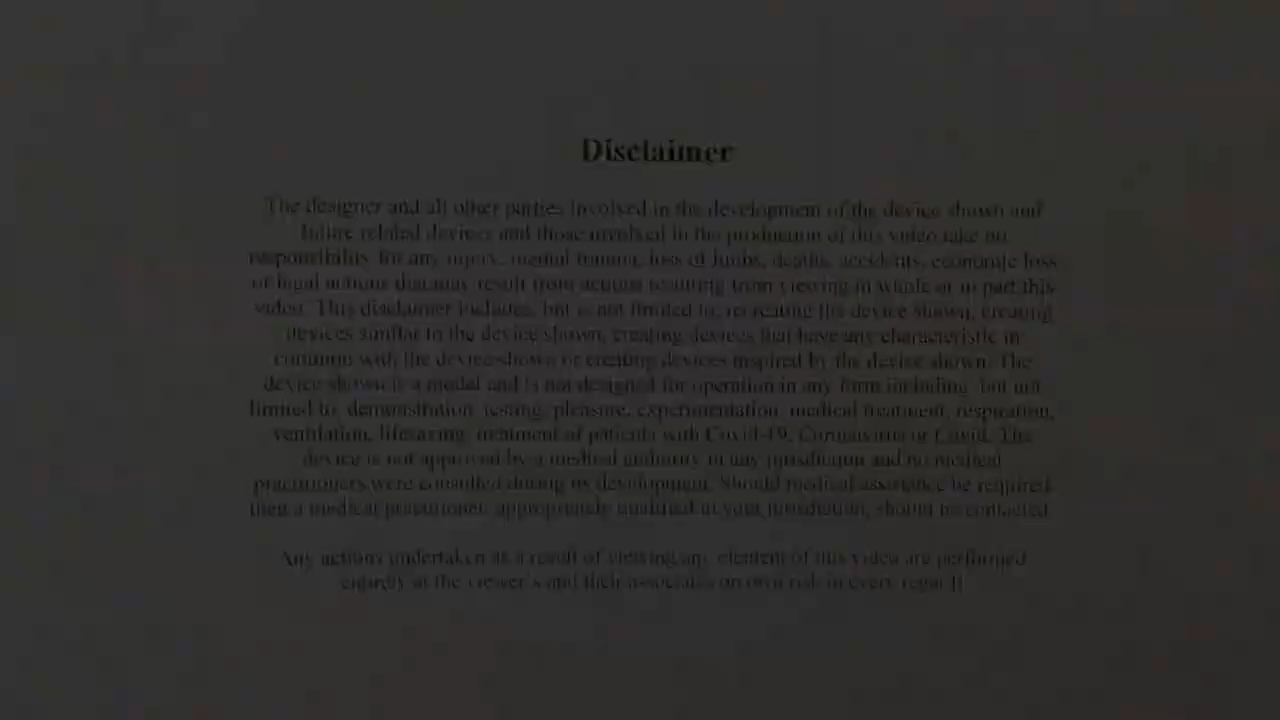 Disclaimer
The designer and all other parties involved in the development of the device shown and
future related devices and those involved in the production of this video take no
responsibility for any injury, mental trauma, loss of limbs, deaths, accidents, economic loss
or legal actions that may result from actions resulting from viewing in whole or in part this
video. This disclaimer includes, but is not limited to, recreating the device shown, creating
devices similar to the device shown, creating devices that have any characteristic in
common with the device shown or creating devices inspired by the device shown. The
device shown is a model and is not designed for operation in any form including, but not
limited to, demonstration, testing, pleasure, experimentation, medical treatment, respiration,
ventilation, lifesaving, treatment of patients with Covid-19, Coronavirus or Covid. The
device is not approved by a medical authority in any jurisdiction and no medical
practitioners were consulted during its development. Should medical assistance be required
then a medical practitioner, appropriately qualified in your jurisdiction, should be contacted.
Any actions undertaken as a result of viewing any element of this video are performed
entirely at the viewer's and their associates own risk in every regard